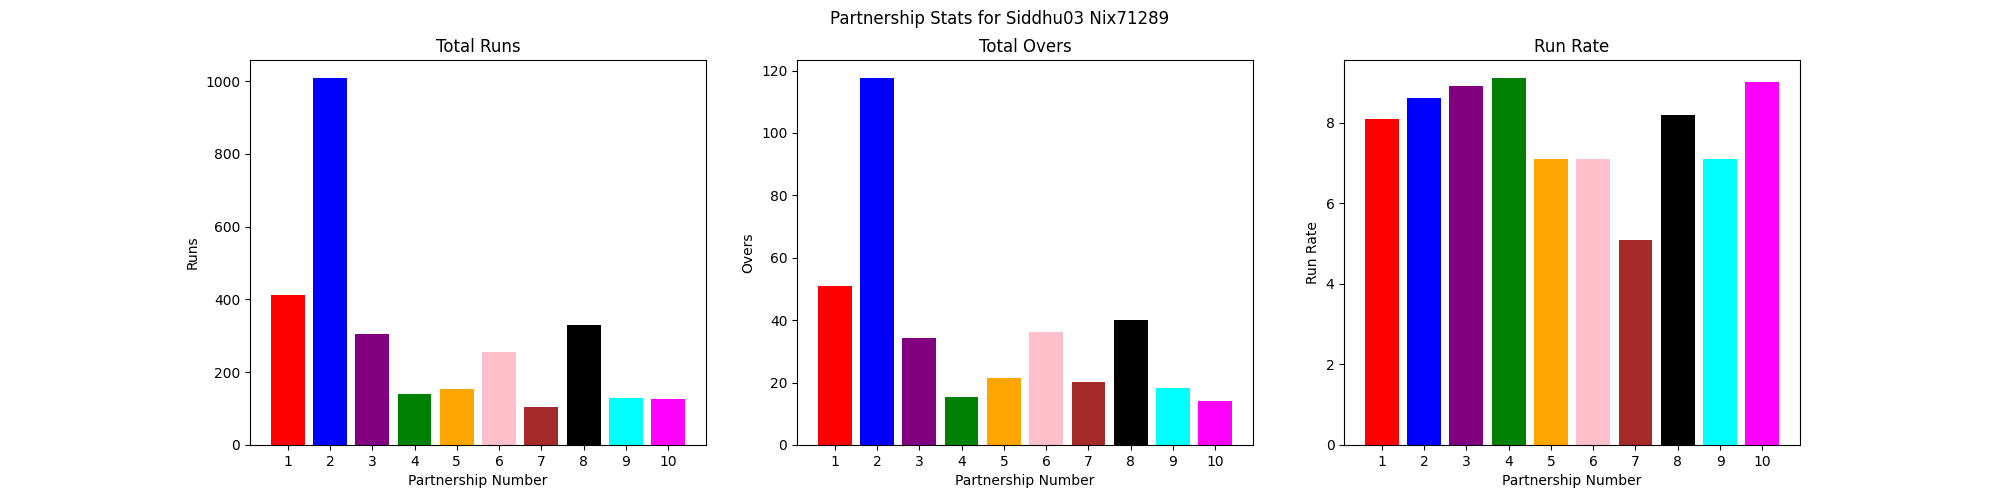 Partnership Stats for Siddhu03 Nix71289
Total Runs
1000
800
600
400
200
0
Runs
1 2 3 4 5 6 7 8 9 10
Partnership Number
Total Overs
120
100
80
60
40
20
0
Overs
1 2 3 4 5 6 7 8 9 10
Partnership Number
Run Rate
8
6
4
2
0
Run Rate
1 2 3 4 5 6 7 8 9 10
Partnership Number